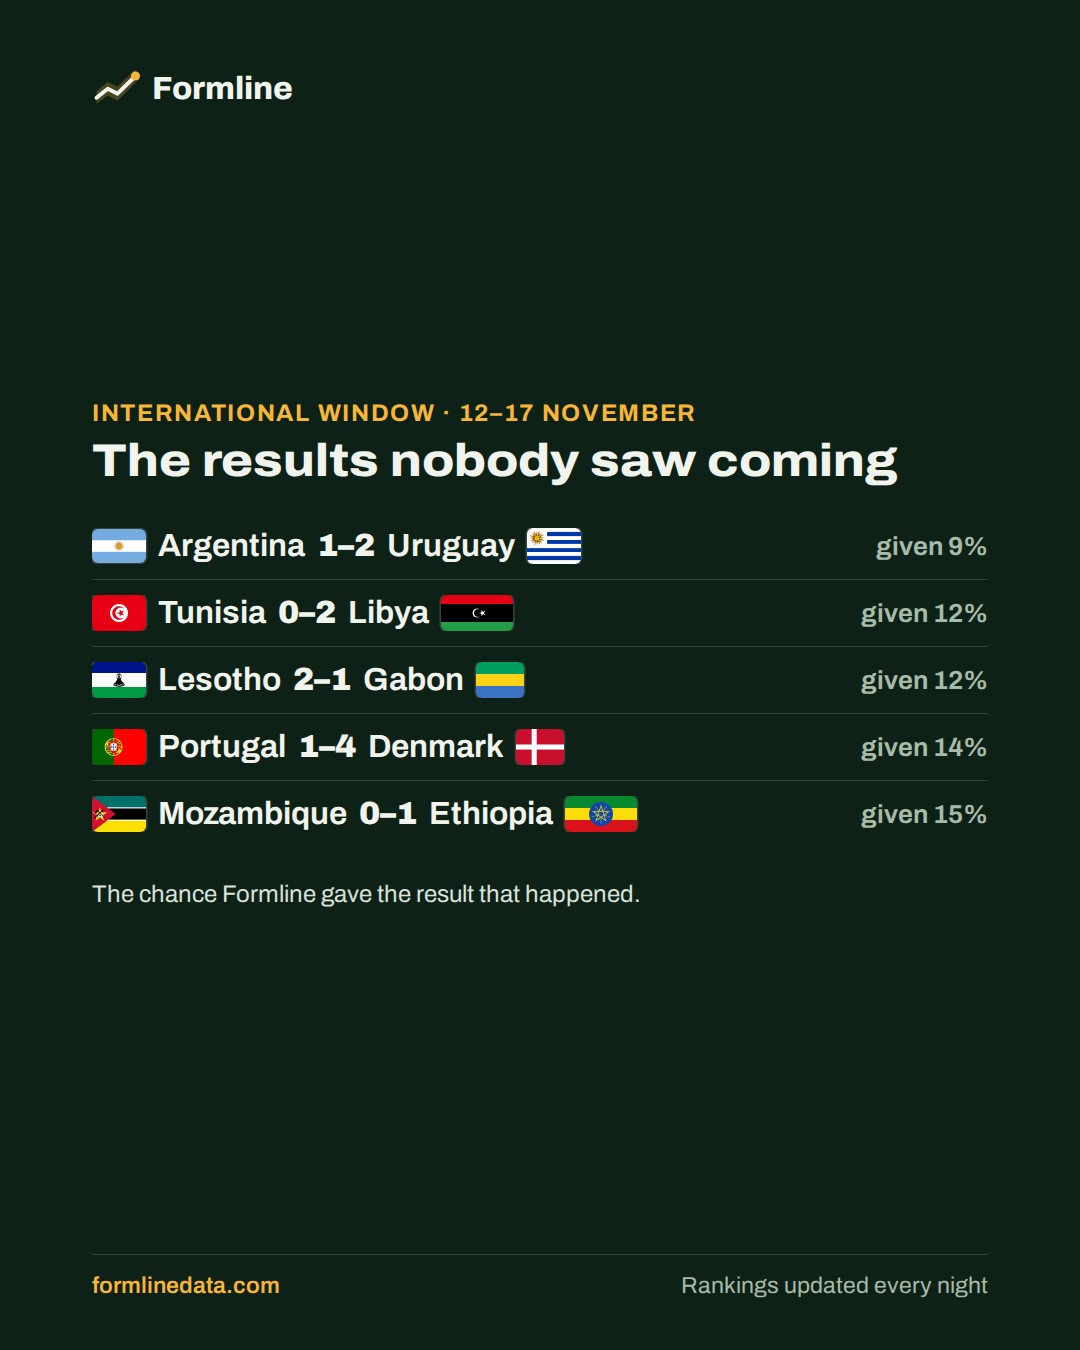 Formline
INTERNATIONAL WINDOW · 12–17 NOVEMBER
The results nobody saw coming
Argentina 1–2 Uruguay given 9%
Tunisia 0–2 Libya given 12%
Lesotho 2–1 Gabon given 12%
Portugal 1–4 Denmark given 14%
Mozambique 0–1 Ethiopia given 15%
The chance Formline gave the result that happened.
formlinedata.com Rankings updated every night